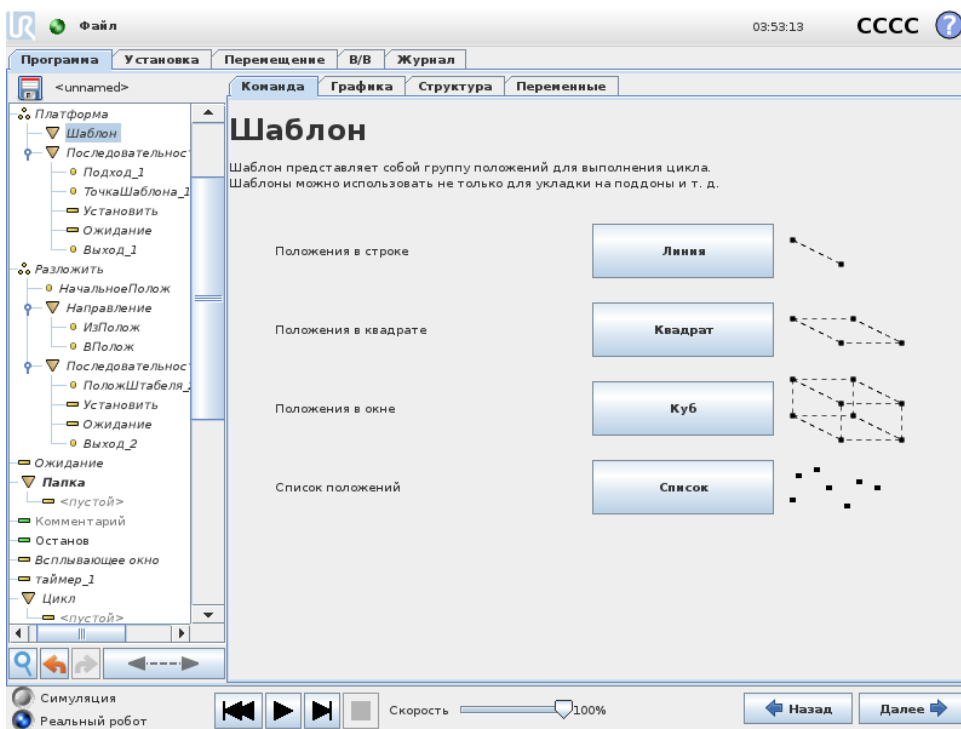 UR Файл 03:53:13 CCCC ?
Программа Установка Перемещение В/В Журнал
<unnamed>
Команда Графика Структура Переменные
Платформа
Шаблон
Последовательнос
Подход_1
ТочкаШаблона_1
Установить
Ожидание
Выход_1
Разложить
НачальноеПолож
Направление
ИзПолож
ВПолож
Последовательнос
ПоложШтабеля_
Установить
Ожидание
Выход_2
Ожидание
Папка
<пустой>
Комментарий
Останов
Всплывающее окно
таймер_1
Цикл
<пустой>
Шаблон
Шаблон представляет собой группу положений для выполнения цикла.
Шаблоны можно использовать не только для укладки на поддоны и т. д.
Положения в строке Линия
Положения в квадрате Квадрат
Положения в окне Куб
Список положений Список
Симуляция
Реальный робот
Скорость 100%
Назад Далее